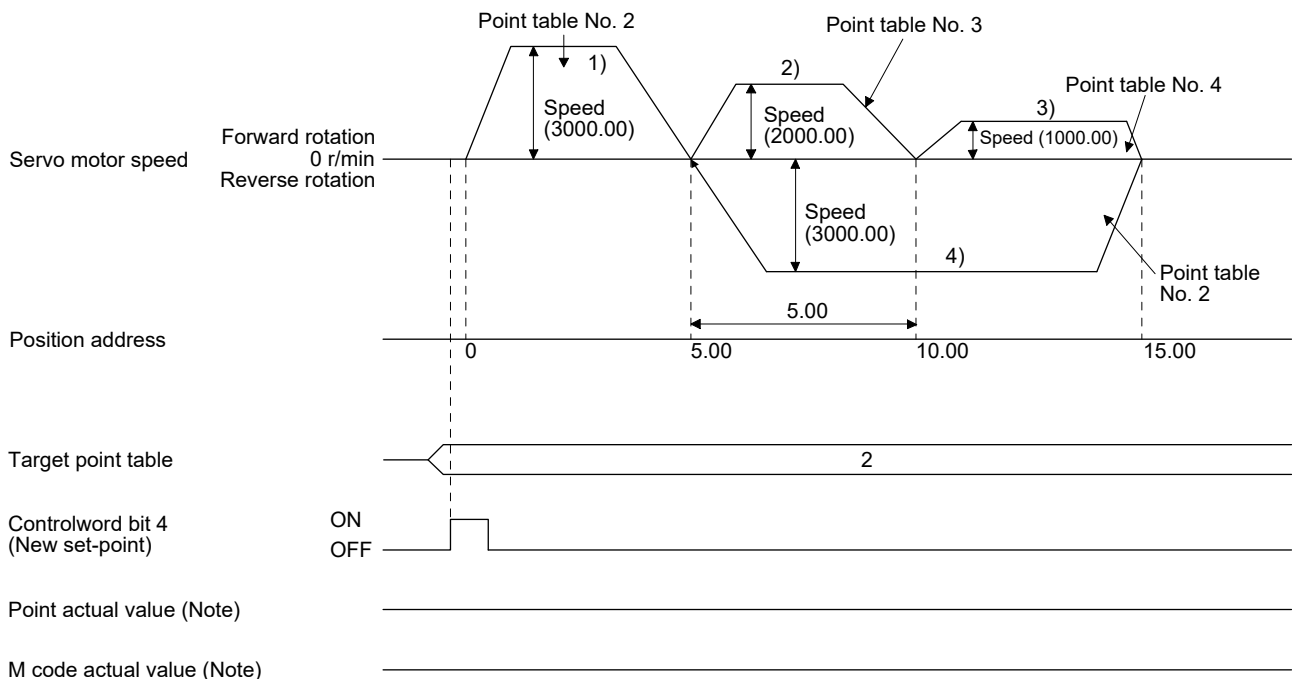 Point table No. 2
Point table No. 3
1)
2)
Point table No. 4
3)
Speed
(3000.00)
Speed
(2000.00)
Speed (1000.00)
Forward rotation
Servo motor speed
0 r/min
Reverse rotation
Speed
(3000.00)
4)
Point table
No. 2
5.00
Position address
0
5.00
10.00
15.00
Target point table
2
Controlword bit 4
(New set-point)
ON
OFF
Point actual value (Note)
M code actual value (Note)